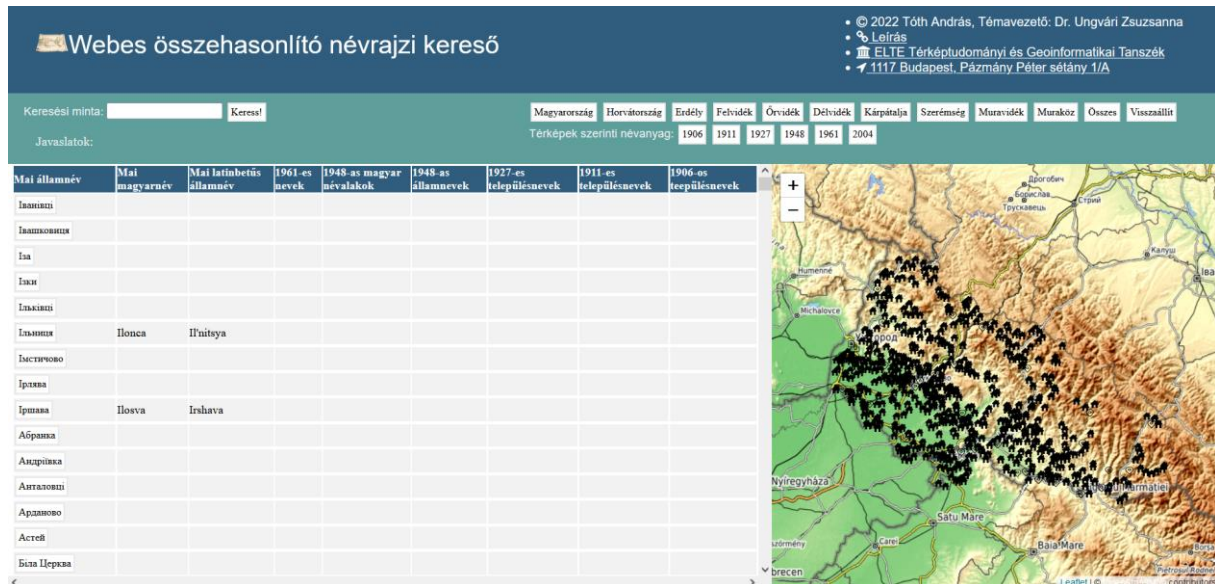 Webes összehasonlító névrajzi kereső
© 2022 Tóth András, Témavezető: Dr. Ungvári Zsuzsanna
Leírás
ELTE Térképtudományi és Geoinformatikai Tanszék
1117 Budapest, Pázmány Péter sétány 1/A
Keresési minta: Keress!
Javaslatok:
Magyarország Horvátország Erdély Felvidék Őrvidék Délvidék Kárpátalja Szerémség Muravidék Muraköz Összes Visszaállít
Térképek szerinti névanyag: 1906 1911 1927 1948 1961 2004
Mai államnév Mai magyarnév Mai latinbetűs államnév 1961-es nevek 1948-as magyar névalakok 1948-as államnevek 1927-es településnevek 1911-es településnevek 1906-os teepülésnevek
Іванівці
Івашковиця
Іза
Ізки
Ільківці
Ільниця Ilonca Il'nitsya
Імстичово
Ірлява
Іршава Ilosva Irshava
Абранка
Андріївка
Анталовці
Арданово
Астей
Біла Церква
+
−
Дрогобич
Борислав
Трускавець
Стрий
Калуш
Humenné
Michalovce
Nyíregyháza
Satu Mare
Carei
Baia Mare
Borsa
Pietrosul Rodnei
Leaflet | ©